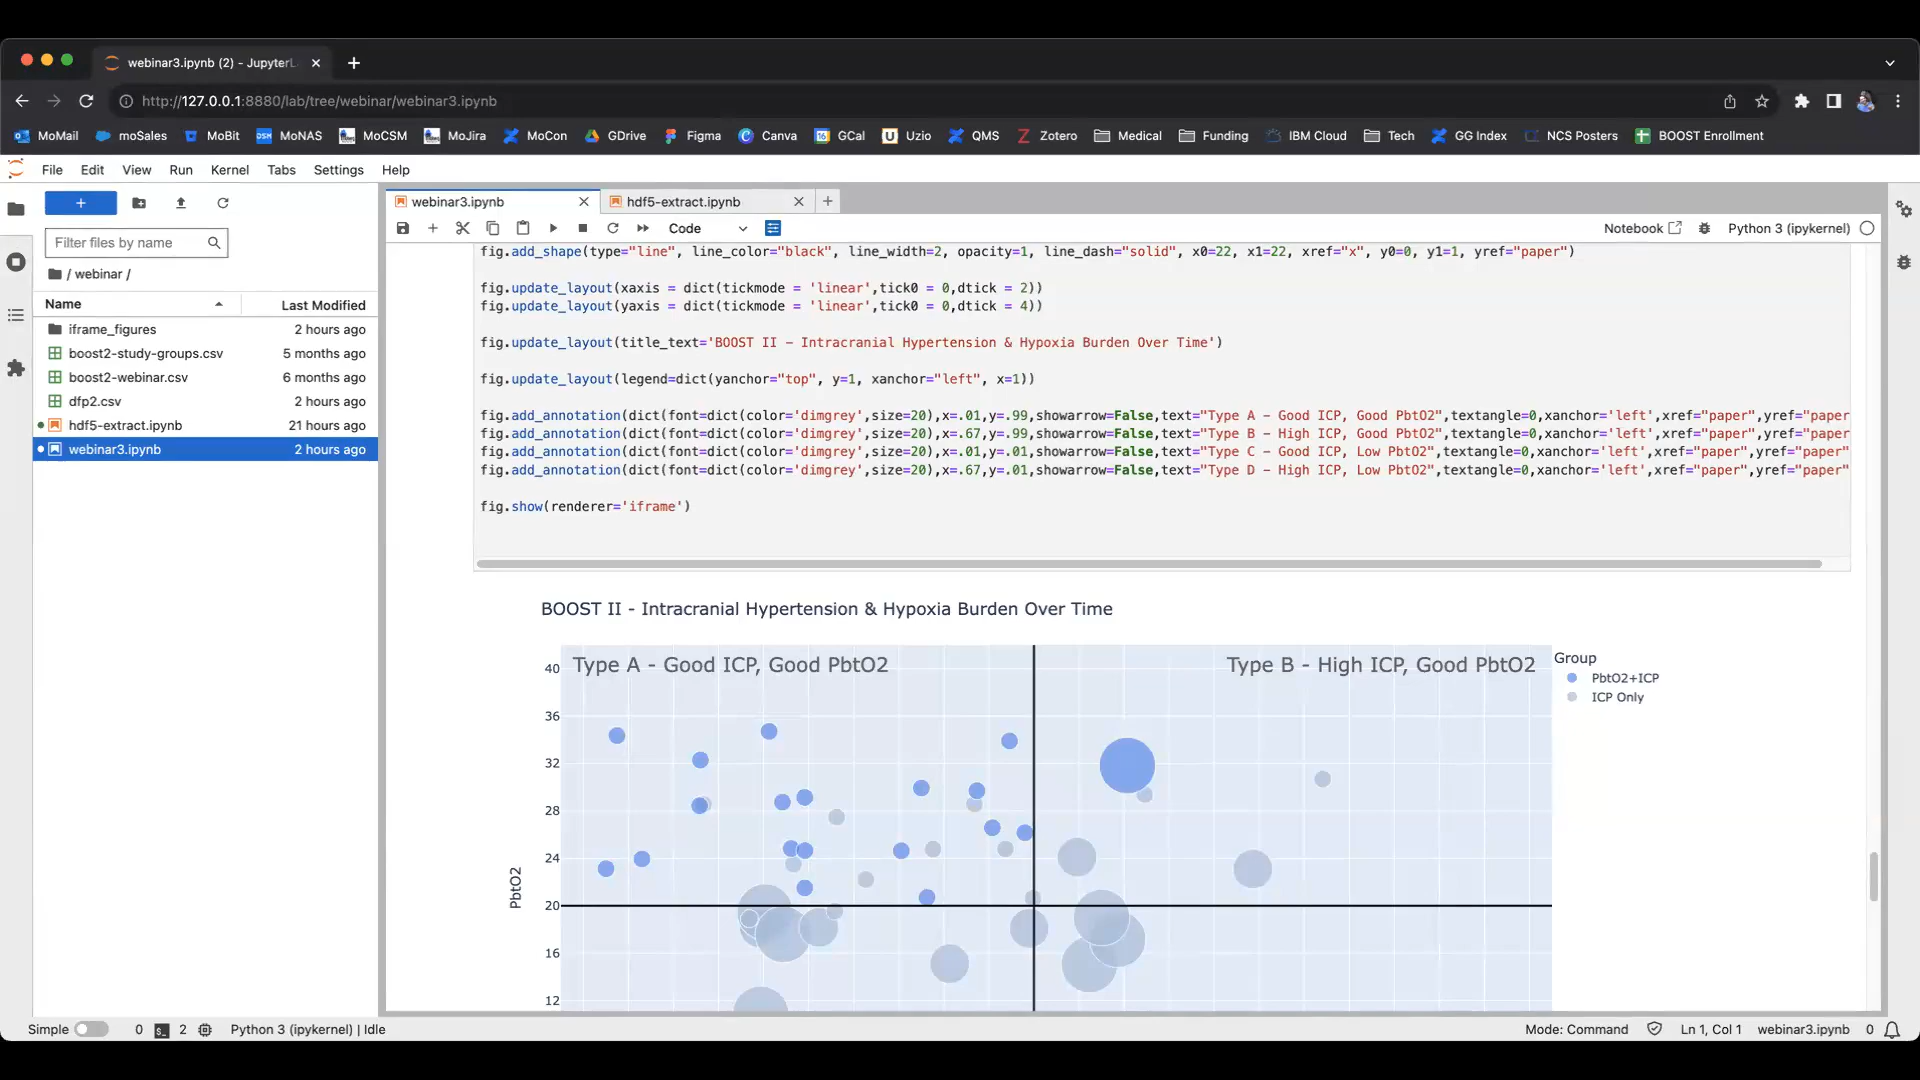 webinar3.ipynb (2) - JupyterL
http://127.0.0.1:8880/lab/tree/webinar/webinar3.ipynb
MoMail moSales MoBit MoNAS MoCSM MoJira MoCon GDrive Figma Canva GCal Uzio QMS Zotero Medical Funding IBM Cloud Tech GG Index NCS Posters BOOST Enrollment
File Edit View Run Kernel Tabs Settings Help
webinar3.ipynb hdf5-extract.ipynb
Code Notebook Python 3 (ipykernel)
Filter files by name
/ webinar /
Name Last Modified
iframe_figures 2 hours ago
boost2-study-groups.csv 5 months ago
boost2-webinar.csv 6 months ago
dfp2.csv 2 hours ago
hdf5-extract.ipynb 21 hours ago
webinar3.ipynb 2 hours ago
fig.add_shape(type="line", line_color="black", line_width=2, opacity=1, line_dash="solid", x0=22, x1=22, xref="x", y0=0, y1=1, yref="paper")
fig.update_layout(xaxis = dict(tickmode = 'linear',tick0 = 0,dtick = 2))
fig.update_layout(yaxis = dict(tickmode = 'linear',tick0 = 0,dtick = 4))
fig.update_layout(title_text='BOOST II - Intracranial Hypertension & Hypoxia Burden Over Time')
fig.update_layout(legend=dict(yanchor="top", y=1, xanchor="left", x=1))
fig.add_annotation(dict(font=dict(color='dimgrey',size=20),x=.01,y=.99,showarrow=False,text="Type A - Good ICP, Good PbtO2",textangle=0,xanchor='left',xref="paper",yref="paper
fig.add_annotation(dict(font=dict(color='dimgrey',size=20),x=.67,y=.99,showarrow=False,text="Type B - High ICP, Good PbtO2",textangle=0,xanchor='left',xref="paper",yref="paper
fig.add_annotation(dict(font=dict(color='dimgrey',size=20),x=.01,y=.01,showarrow=False,text="Type C - Good ICP, Low PbtO2",textangle=0,xanchor='left',xref="paper",yref="paper"
fig.add_annotation(dict(font=dict(color='dimgrey',size=20),x=.67,y=.01,showarrow=False,text="Type D - High ICP, Low PbtO2",textangle=0,xanchor='left',xref="paper",yref="paper"
fig.show(renderer='iframe')
BOOST II - Intracranial Hypertension & Hypoxia Burden Over Time
Type A - Good ICP, Good PbtO2
Type B - High ICP, Good PbtO2
Group
PbtO2+ICP
ICP Only
40
36
32
28
24
20
16
12
PbtO2
Simple 0 2 Python 3 (ipykernel) | Idle Mode: Command Ln 1, Col 1 webinar3.ipynb 0